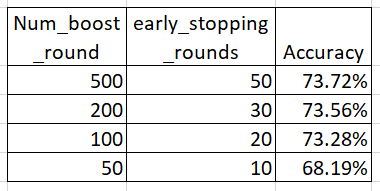 Num_boost early_stopping
_round _rounds Accuracy
500 50 73.72%
200 30 73.56%
100 20 73.28%
50 10 68.19%